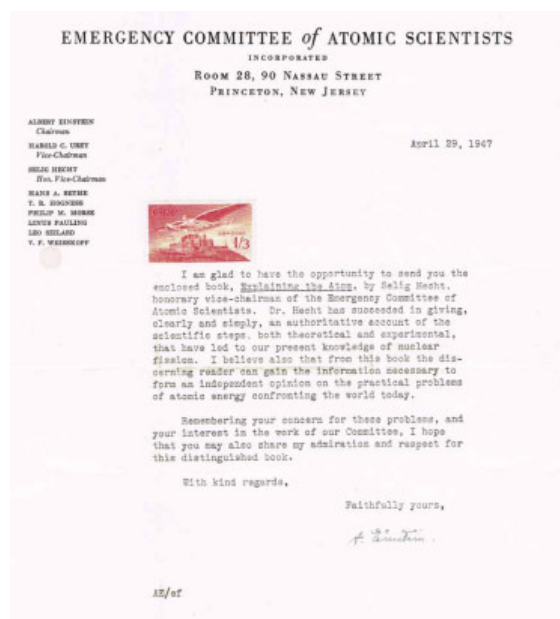 EMERGENCY COMMITTEE of ATOMIC SCIENTISTS
INCORPORATED
ROOM 28, 90 NASSAU STREET
PRINCETON, NEW JERSEY
ALBERT EINSTEIN
Chairman
HAROLD C. UREY
Vice-Chairman
SELIG HECHT
Hon. Vice-Chairman
HANS A. BETHE
T. R. HOGNESS
PHILIP M. MORSE
LINUS PAULING
LEO SZILARD
V. F. WEISSKOPF
April 29, 1947
1/3
I am glad to have the opportunity to send you the
enclosed book, Explaining the Atom, by Selig Hecht,
honorary vice-chairman of the Emergency Committee of
Atomic Scientists. Dr. Hecht has succeeded in giving,
clearly and simply, an authoritative account of the
scientific steps, both theoretical and experimental,
that have led to our present knowledge of nuclear
fission. I believe also that from this book the dis-
cerning reader can gain the information necessary to
form an independent opinion on the practical problems
of atomic energy confronting the world today.
Remembering your concern for these problems, and
your interest in the work of our Committee, I hope
that you may also share my admiration and respect for
this distinguished book.
With kind regards,
Faithfully yours,
A. Einstein.
AE/ef